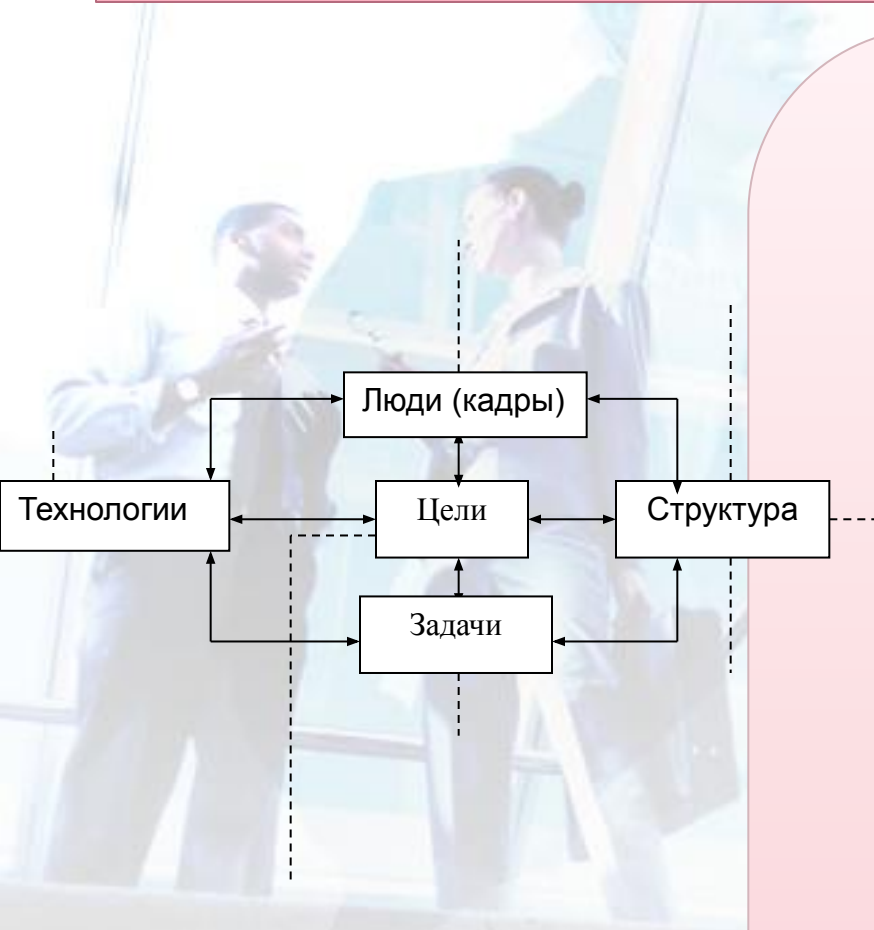 Люди (кадры)
Технологии
Цели
Структура
Задачи